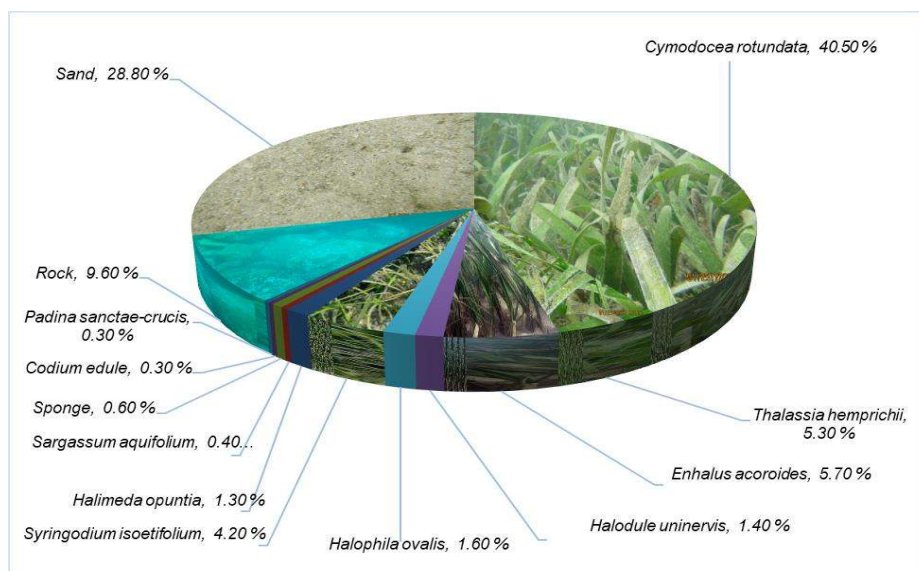 Cymodocea rotundata, 40.50 %
Sand, 28.80 %
Rock, 9.60 %
Padina sanctae-crucis,
0.30 %
Codium edule, 0.30 %
Sponge, 0.60 %
Sargassum aquifolium, 0.40...
Halimeda opuntia, 1.30 %
Syringodium isoetifolium, 4.20 %
Halophila ovalis, 1.60 %
Halodule uninervis, 1.40 %
Enhalus acoroides, 5.70 %
Thalassia hemprichii,
5.30 %